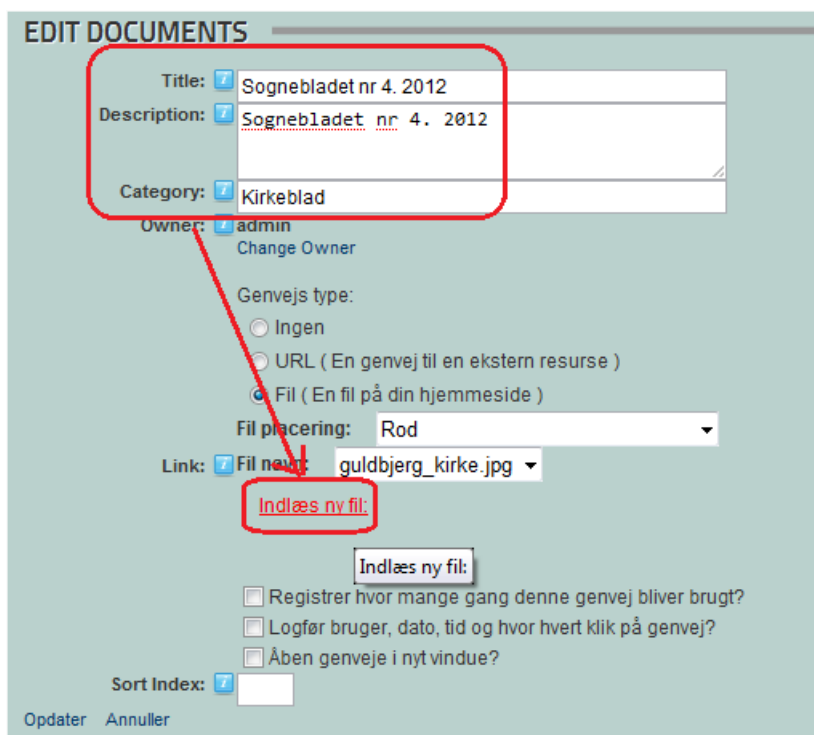 EDIT DOCUMENTS
Title: Sognebladet nr 4. 2012
Description: Sognebladet nr 4. 2012
Category: Kirkeblad
Owner: admin
Change Owner
Genvejs type:
Ingen
URL ( En genvej til en ekstern resurse )
Fil ( En fil på din hjemmeside )
Fil placering: Rod
Link: Fil navn: guldbjerg_kirke.jpg
Indlæs ny fil:
Indlæs ny fil:
Registrer hvor mange gang denne genvej bliver brugt?
Logfør bruger, dato, tid og hvor hvert klik på genvej?
Åben genveje i nyt vindue?
Sort Index:
Opdater Annuller